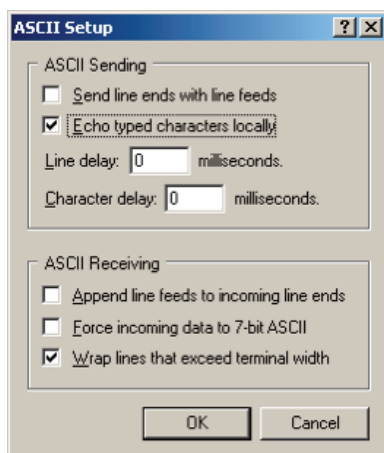 ASCII Setup
ASCII Sending
Send line ends with line feeds
Echo typed characters locally
Line delay: 0 milliseconds.
Character delay: 0 milliseconds.
ASCII Receiving
Append line feeds to incoming line ends
Force incoming data to 7-bit ASCII
Wrap lines that exceed terminal width
OK Cancel